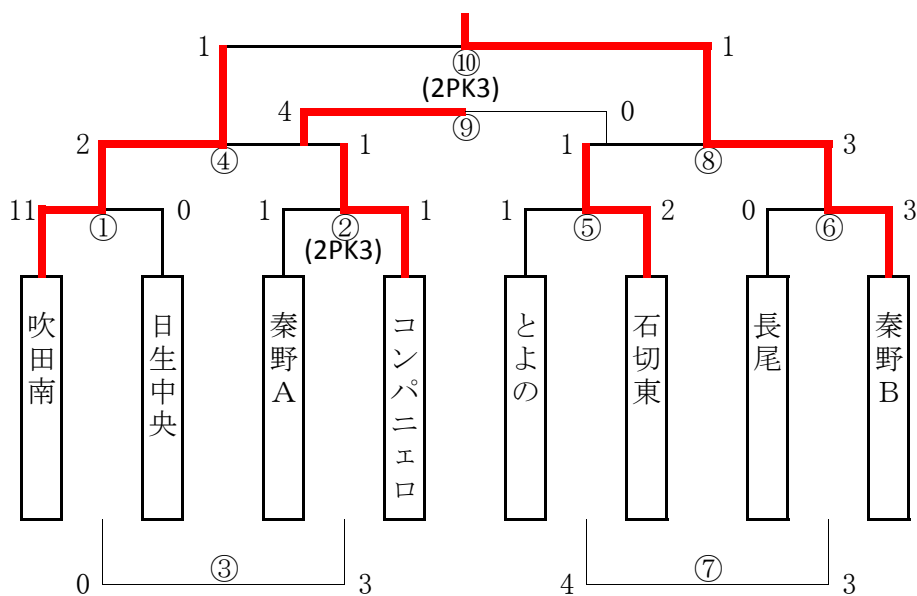 1 1
⑩
(2PK3)
4 0
⑨
2 1 1 3
④ ⑧
11 0 1 1 1 2 0 3
① ② ⑤ ⑥
(2PK3)
吹田南
日生中央
秦野A
コンパニェロ
とよの
石切東
長尾
秦野B
③ ⑦
0 3 4 3